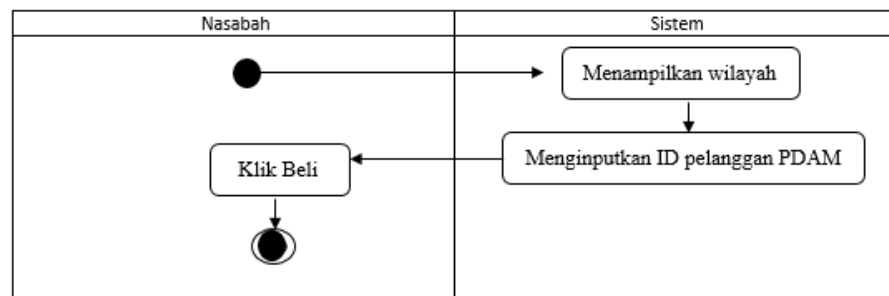 Nasabah
Sistem
Menampilkan wilayah
Menginputkan ID pelanggan PDAM
Klik Beli